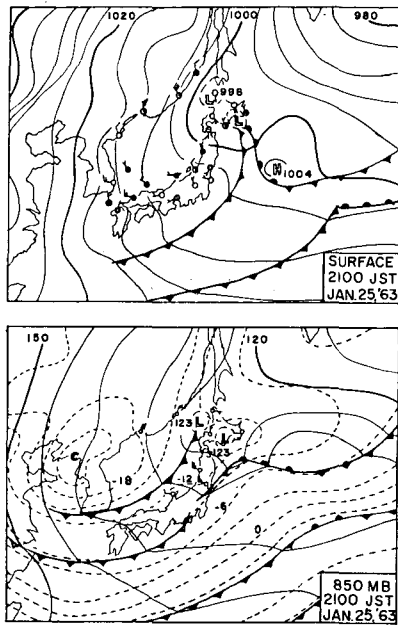 1020 1000 980
998
L
L
H 1004
SURFACE
2100 JST
JAN. 25,'63
150 120
123 L
L
123
C
-18
-12
-6
0
850 MB
2100 JST
JAN. 25,'63